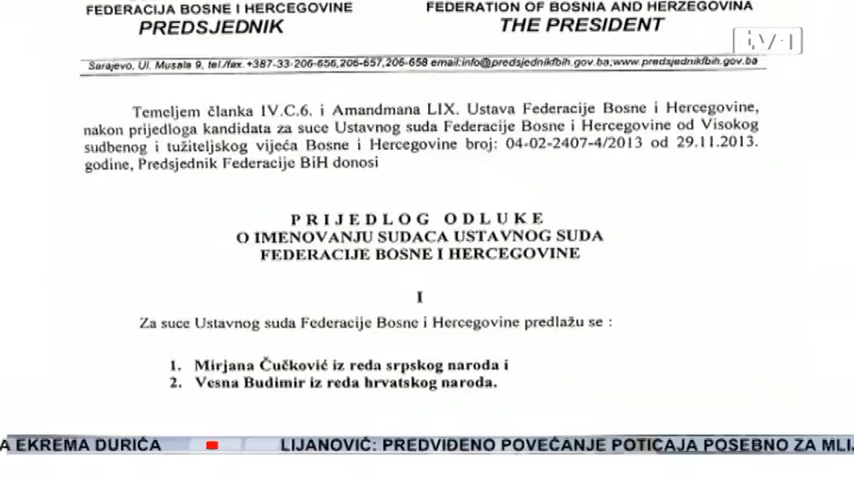 FEDERACIJA BOSNE I HERCEGOVINE
PREDSJEDNIK
FEDERATION OF BOSNIA AND HERZEGOVINA
THE PRESIDENT
Sarajevo, Ul. Musala 9, tel/fax.+387-33-206-656,206-657,206-658 email:info@predsjednikfbih.gov.ba,www.predsjednikfbih.gov.ba
Temeljem članka IV.C.6. i Amandmana LIX. Ustava Federacije Bosne i Hercegovine,
nakon prijedloga kandidata za suce Ustavnog suda Federacije Bosne i Hercegovine od Visokog
sudbenog i tužiteljskog vijeća Bosne i Hercegovine broj: 04-02-2407-4/2013 od 29.11.2013.
godine, Predsjednik Federacije BiH donosi
PRIJEDLOG ODLUKE
O IMENOVANJU SUDACA USTAVNOG SUDA
FEDERACIJE BOSNE I HERCEGOVINE
I
Za suce Ustavnog suda Federacije Bosne i Hercegovine predlažu se :
1. Mirjana Čučković iz reda srpskog naroda i
2. Vesna Budimir iz reda hrvatskog naroda.
A EKREMA DURIĆA
LIJANOVIĆ: PREDVIĐENO POVEĆANJE POTICAJA POSEBNO ZA MLIJ